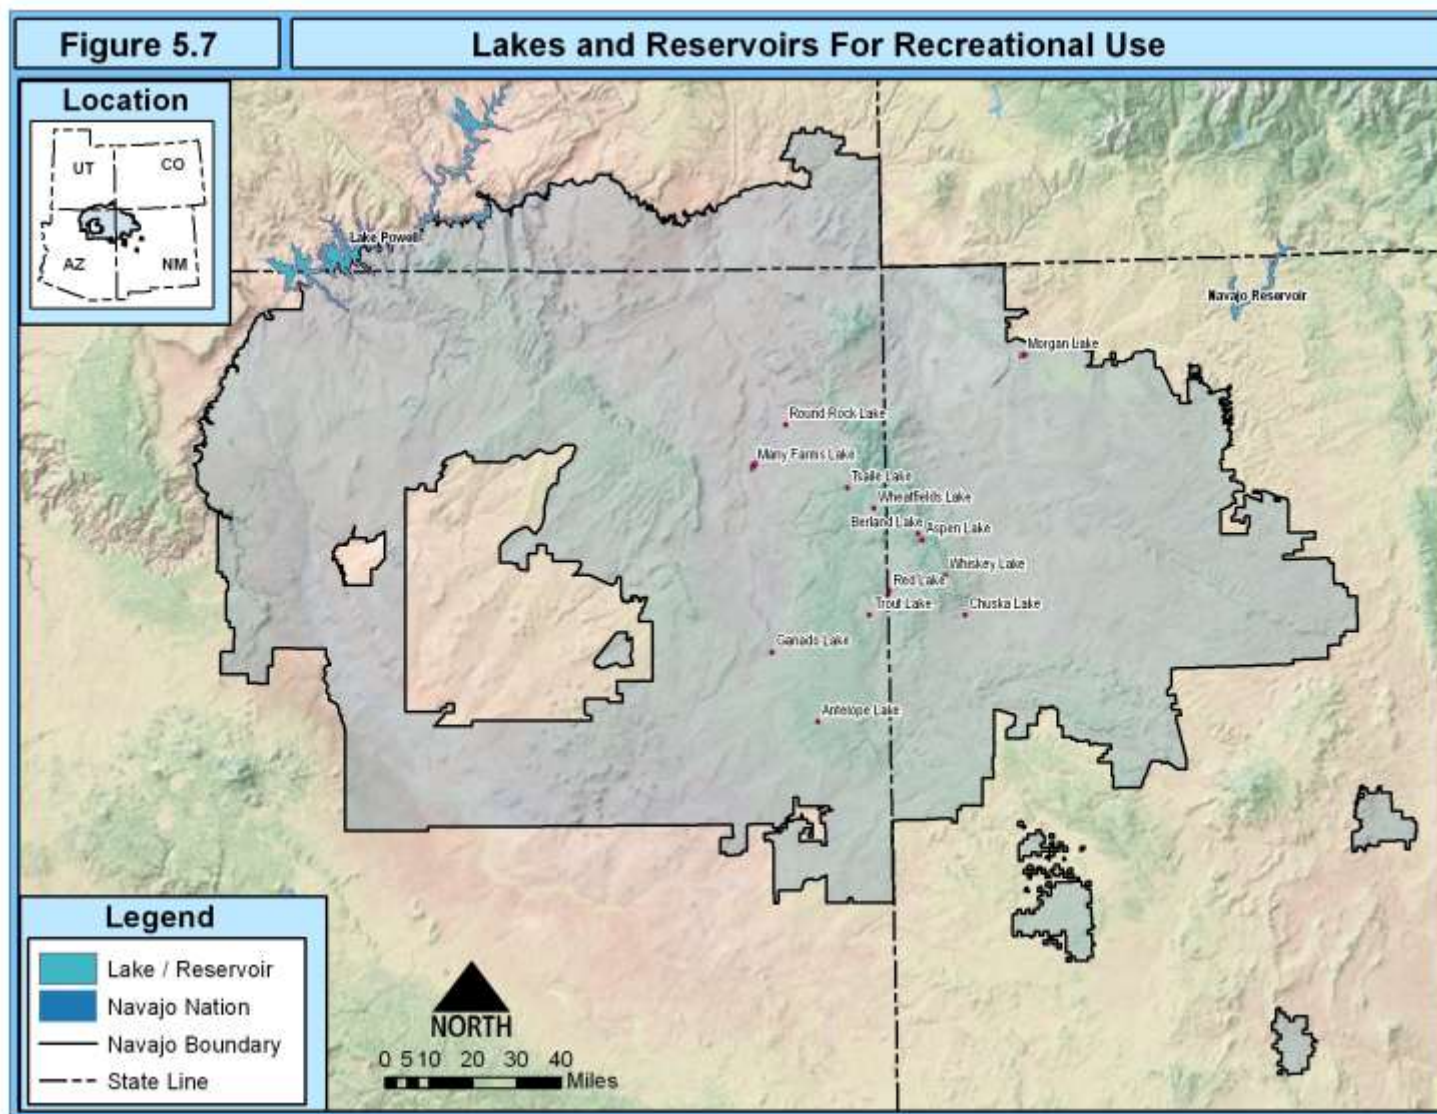 Figure 5.7
Lakes and Reservoirs For Recreational Use
Location
UT
CO
AZ
NM
Lake Powell
Navajo Reservoir
Morgan Lake
Round Rock Lake
Many Farms Lake
Tsaile Lake
Wheatfields Lake
Berland Lake
Aspen Lake
Whiskey Lake
Red Lake
Trout Lake
Chuska Lake
Ganado Lake
Antelope Lake
Legend
Lake / Reservoir
Navajo Nation
Navajo Boundary
State Line
NORTH
0 5 10 20 30 40
Miles